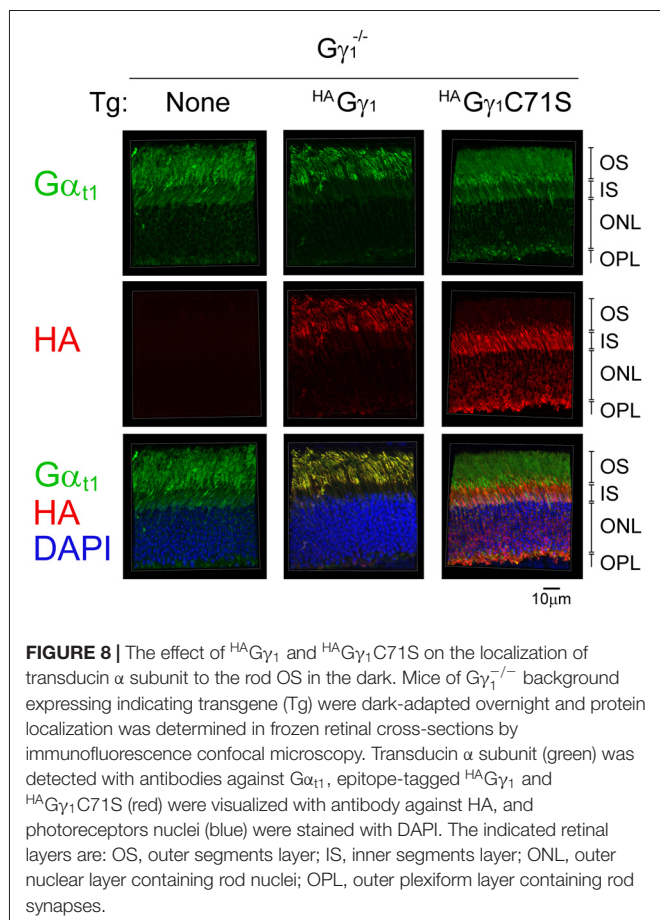 Gγ₁⁻/⁻
Tg: None ᴴᴬGγ₁ ᴴᴬGγ₁C71S
Gαₜ₁
OS
IS
ONL
OPL
HA
OS
IS
ONL
OPL
Gαₜ₁
HA
DAPI
OS
IS
ONL
OPL
10μm
FIGURE 8 | The effect of ᴴᴬGγ₁ and ᴴᴬGγ₁C71S on the localization of
transducin α subunit to the rod OS in the dark. Mice of Gγ₁⁻/⁻ background
expressing indicating transgene (Tg) were dark-adapted overnight and protein
localization was determined in frozen retinal cross-sections by
immunofluorescence confocal microscopy. Transducin α subunit (green) was
detected with antibodies against Gαₜ₁, epitope-tagged ᴴᴬGγ₁ and
ᴴᴬGγ₁C71S (red) were visualized with antibody against HA, and
photoreceptors nuclei (blue) were stained with DAPI. The indicated retinal
layers are: OS, outer segments layer; IS, inner segments layer; ONL, outer
nuclear layer containing rod nuclei; OPL, outer plexiform layer containing rod
synapses.